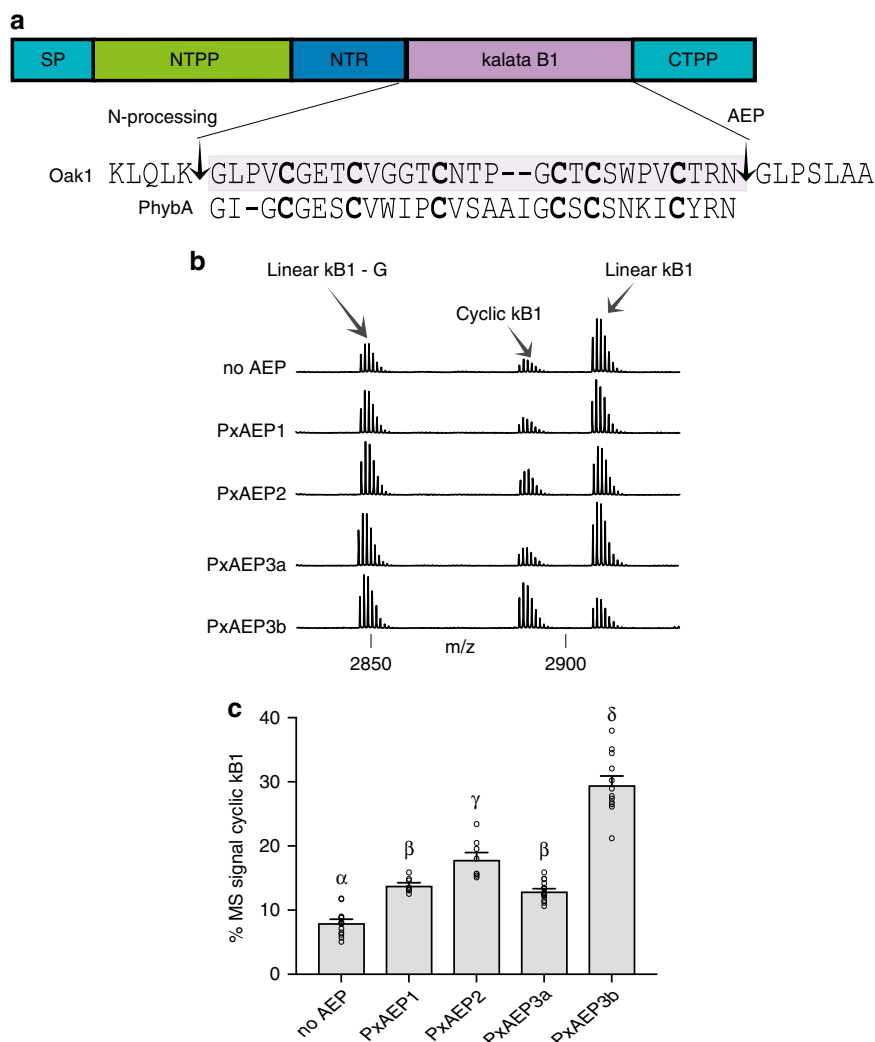 a
SP NTPP NTR kalata B1 CTPP
N-processing AEP
Oak1 KLQLK GLPVCGETCVGGTCNTP--GCTCSWPVCTRN GLPSLAA
PhybA GI-GCGESCVWIPCVSAAIGCSCSNKICYRN
b
Linear kB1 - G Cyclic kB1 Linear kB1
no AEP
PxAEP1
PxAEP2
PxAEP3a
PxAEP3b
m/z
2850 2900
c
% MS signal cyclic kB1
40
30
20
10
0
α β γ β δ
no AEP PxAEP1 PxAEP2 PxAEP3a PxAEP3b